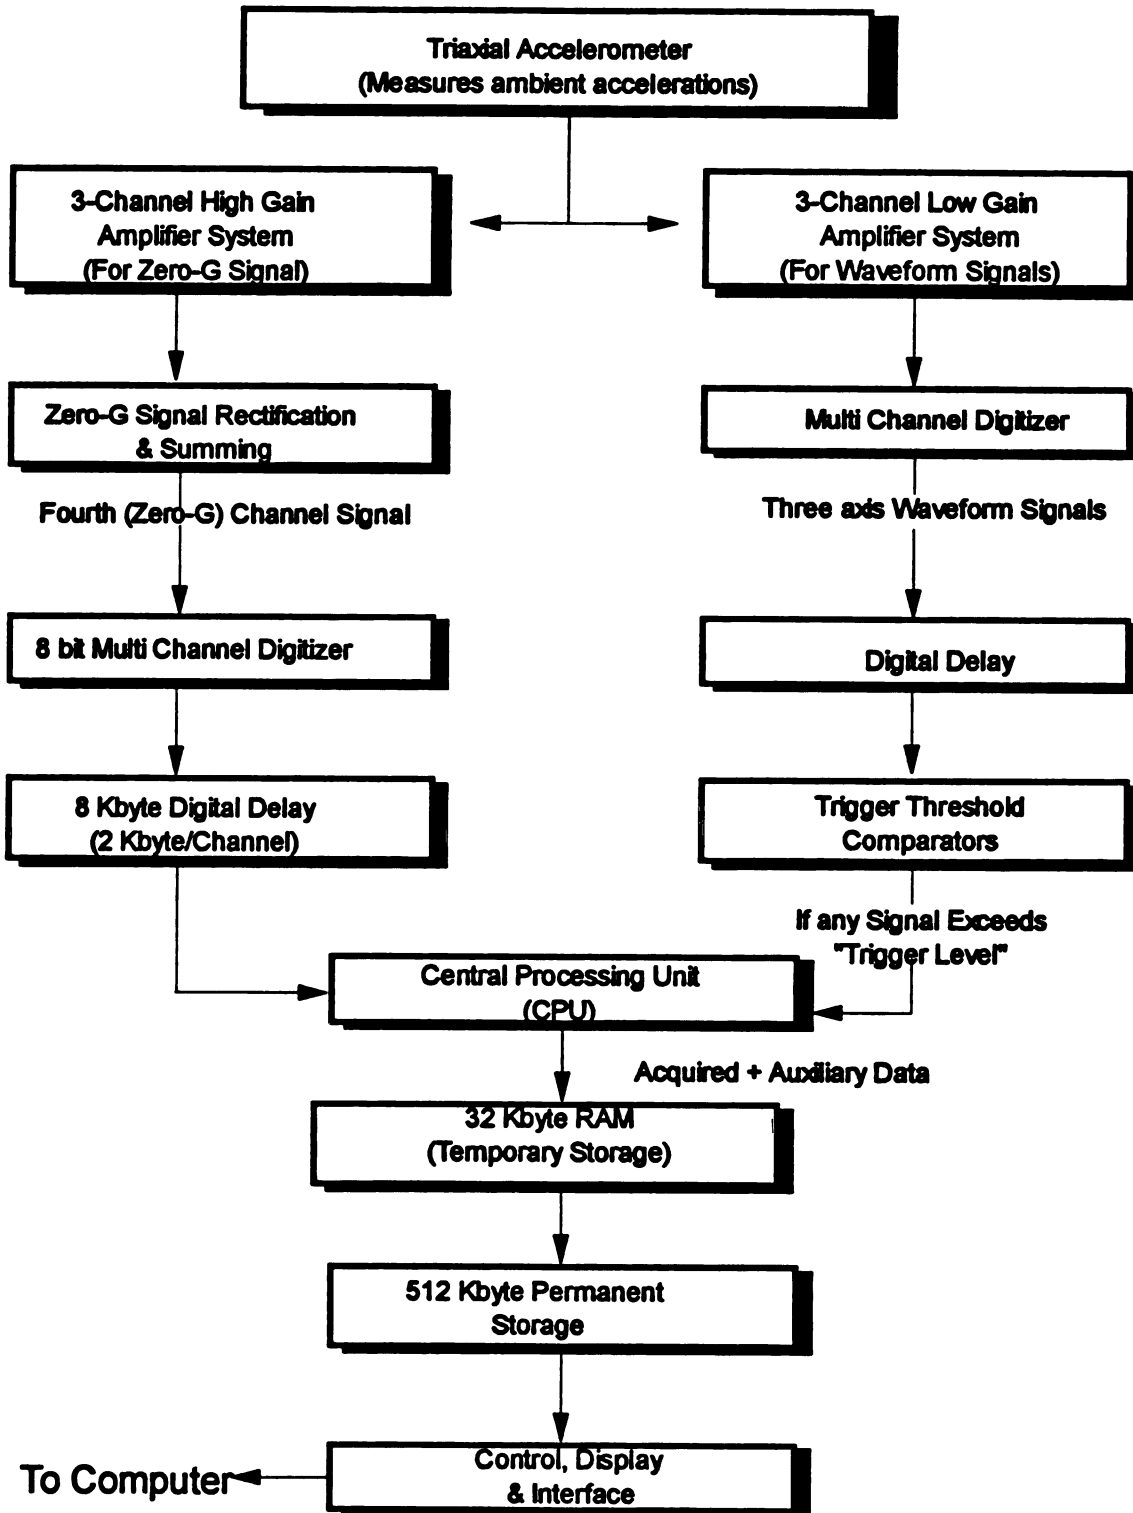 Triaxial Accelerometer
(Measures ambient accelerations)
3-Channel High Gain
Amplifier System
(For Zero-G Signal)
3-Channel Low Gain
Amplifier System
(For Waveform Signals)
Zero-G Signal Rectification
& Summing
Multi Channel Digitizer
Fourth (Zero-G) Channel Signal
Three axis Waveform Signals
8 bit Multi Channel Digitizer
Digital Delay
8 Kbyte Digital Delay
(2 Kbyte/Channel)
Trigger Threshold
Comparators
If any Signal Exceeds
"Trigger Level"
Central Processing Unit
(CPU)
Acquired + Auxiliary Data
32 Kbyte RAM
(Temporary Storage)
512 Kbyte Permanent
Storage
Control, Display
& Interface
To Computer